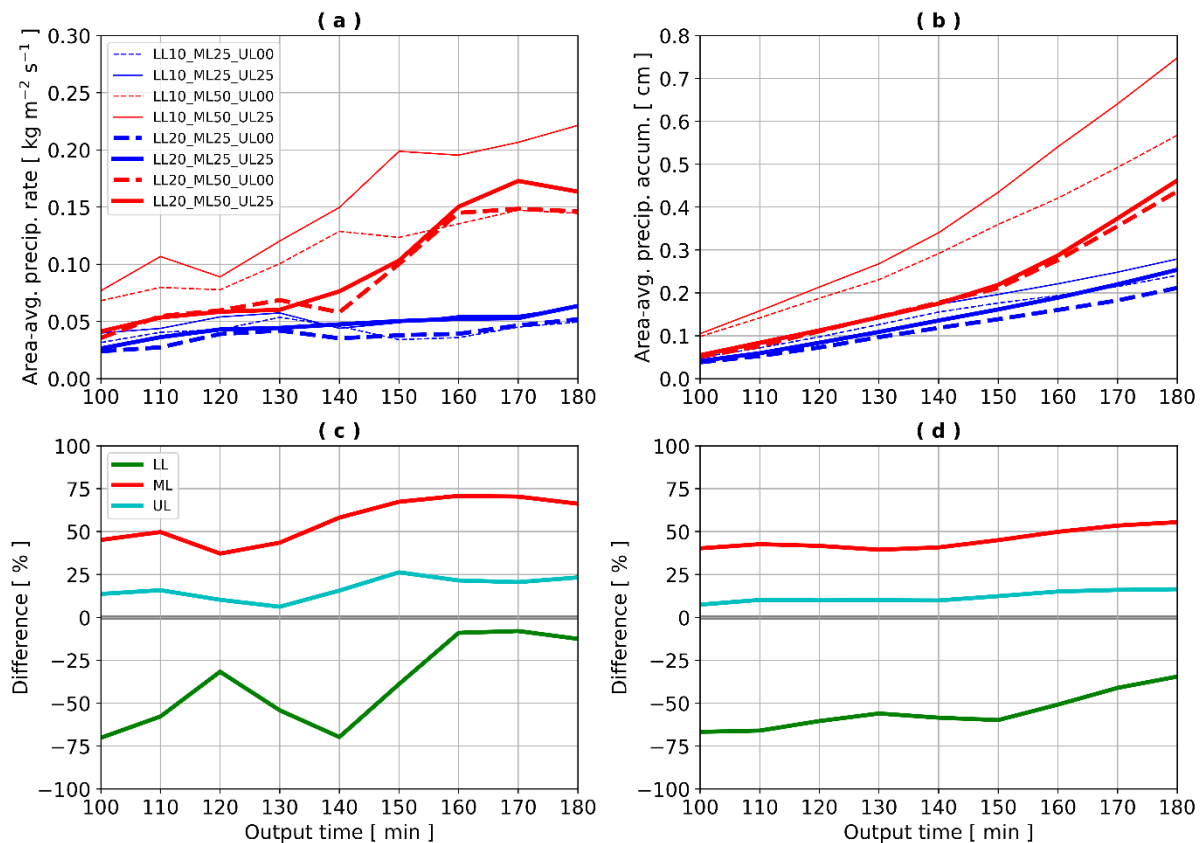 ( a )
Area-avg. precip. rate [ kg m⁻² s⁻¹ ]
0.30
0.25
0.20
0.15
0.10
0.05
0.00
LL10_ML25_UL00
LL10_ML25_UL25
LL10_ML50_UL00
LL10_ML50_UL25
LL20_ML25_UL00
LL20_ML25_UL25
LL20_ML50_UL00
LL20_ML50_UL25
100 110 120 130 140 150 160 170 180
( b )
Area-avg. precip. accum. [ cm ]
0.8
0.7
0.6
0.5
0.4
0.3
0.2
0.1
0.0
100 110 120 130 140 150 160 170 180
( c )
Difference [ % ]
100
75
50
25
0
−25
−50
−75
−100
LL
ML
UL
100 110 120 130 140 150 160 170 180
Output time [ min ]
( d )
Difference [ % ]
100
75
50
25
0
−25
−50
−75
−100
100 110 120 130 140 150 160 170 180
Output time [ min ]